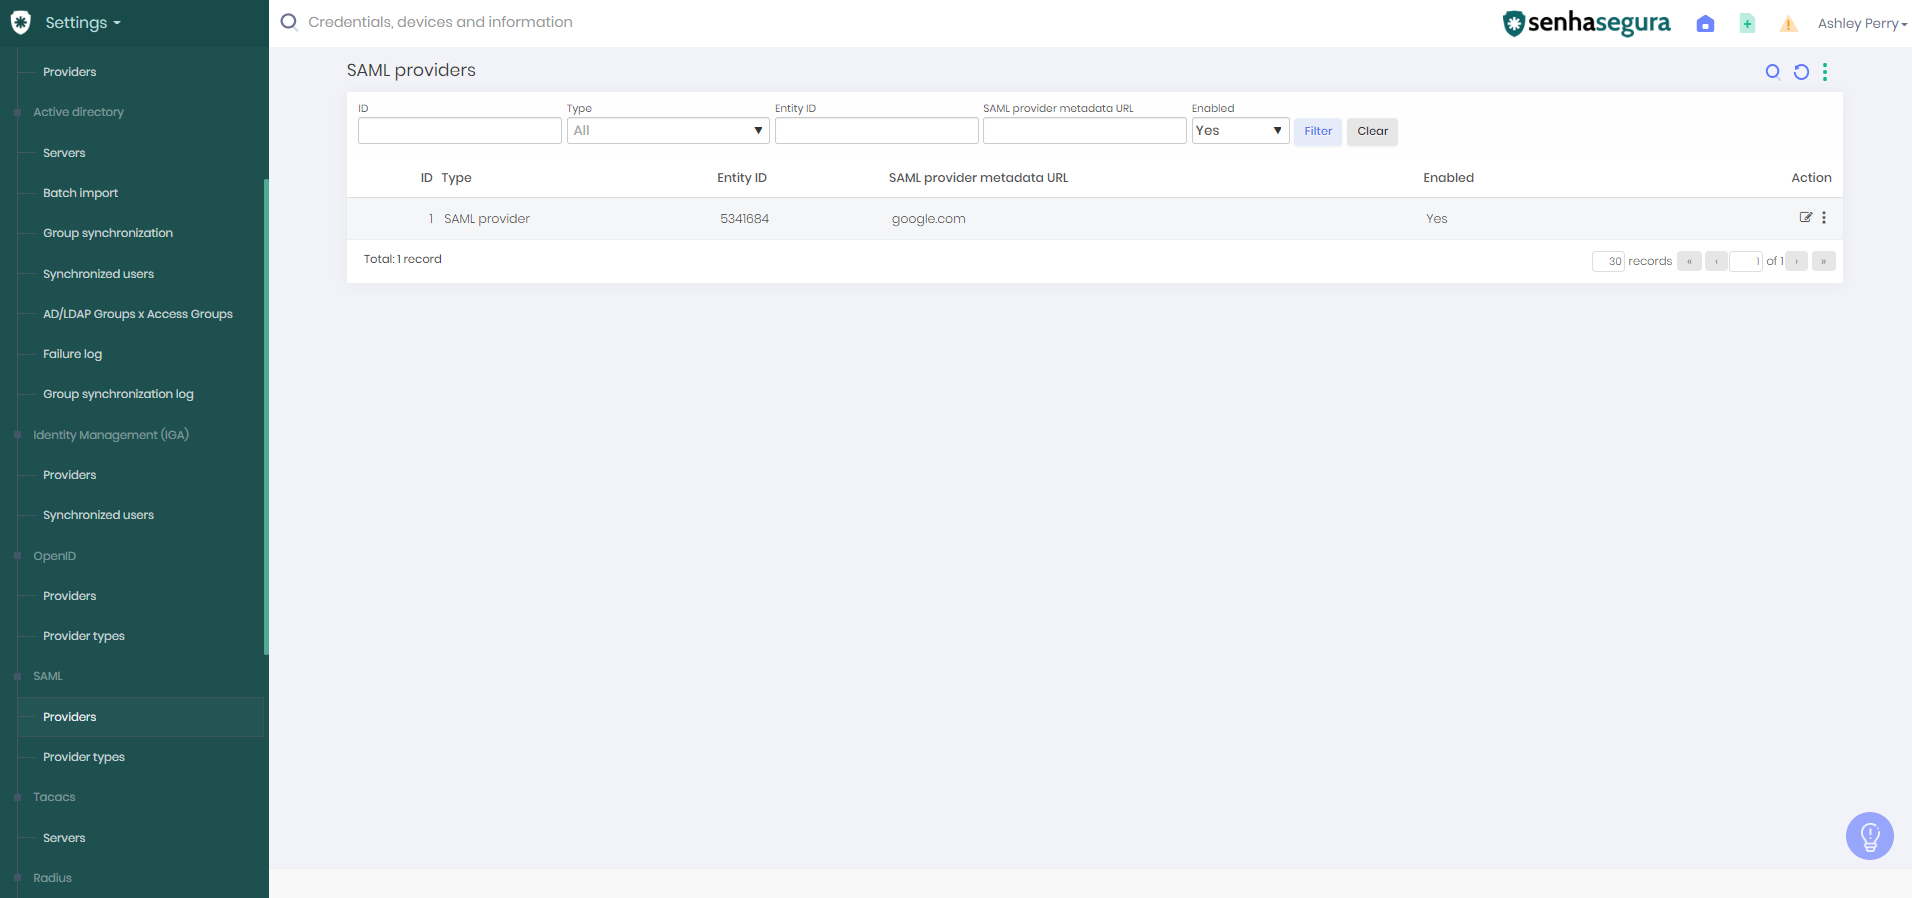 Settings
Credentials, devices and information
senhasegura
Ashley Perry
Providers
Active directory
Servers
Batch import
Group synchronization
Synchronized users
AD/LDAP Groups x Access Groups
Failure log
Group synchronization log
Identity Management (IGA)
Providers
Synchronized users
OpenID
Providers
Provider types
SAML
Providers
Provider types
Tacacs
Servers
Radius
SAML providers
ID Type Entity ID SAML provider metadata URL Enabled
All Yes Filter Clear
ID Type Entity ID SAML provider metadata URL Enabled Action
1 SAML provider 5341684 google.com Yes
Total: 1 record
30 records « ‹ 1 of 1 › »